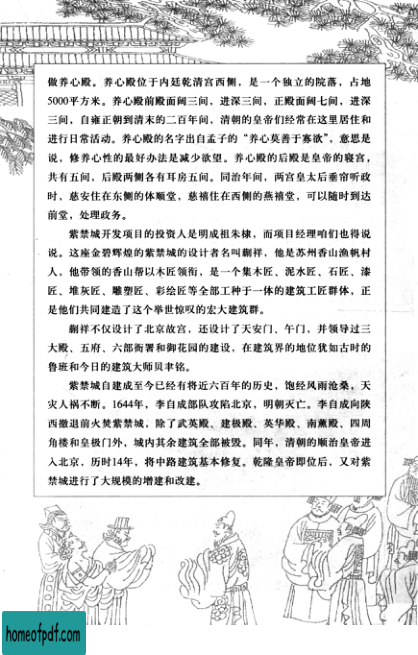 做养心殿。养心殿位于内廷乾清宫西侧，是一个独立的院落，占地
5000平方米。养心殿前殿面阔三间，进深三间，正殿面阔七间，进深
三间，自雍正朝到清末的二百年间，清朝的皇帝们经常在这里居住和
进行日常活动。养心殿的名字出自孟子的“养心莫善于寡欲”，意思是
说，修养心性的最好办法是减少欲望。养心殿的后殿是皇帝的寝宫，
共有五间，后殿两侧各有耳房五间。同治年间，两宫皇太后垂帘听政
时，慈安住在东侧的体顺堂，慈禧住在西侧的燕禧堂，可以随时到达
前堂，处理政务。
紫禁城开发项目的投资人是明成祖朱棣，而项目经理咱们也得说
说。这座金碧辉煌的紫禁城的设计者名叫蒯祥，他是苏州香山渔帆村
人，他带领的香山帮以木匠领衔，是一个集木匠、泥水匠、石匠、漆
匠、堆灰匠、雕塑匠、彩绘匠等全部工种于一体的建筑工匠群体，正
是他们共同建造了这个举世惊叹的宏大建筑群。
蒯祥不仅设计了北京故宫，还设计了天安门、午门，并领导过三
大殿、五府、六部衙署和御花园的建设，在建筑界的地位犹如古时的
鲁班和今日的建筑大师贝聿铭。
紫禁城自建成至今已经有将近六百年的历史，饱经风雨沧桑，天
灾人祸不断。1644年，李自成部队攻陷北京，明朝灭亡。李自成向陕
西撤退前火焚紫禁城，除了武英殿、建极殿、英华殿、南薰殿、四周
角楼和皇极门外，城内其余建筑全部被毁。同年，清朝的顺治皇帝进
入北京，历时14年，将中路建筑基本修复。乾隆皇帝即位后，又对紫
禁城进行了大规模的增建和改建。
homeofpdf.com